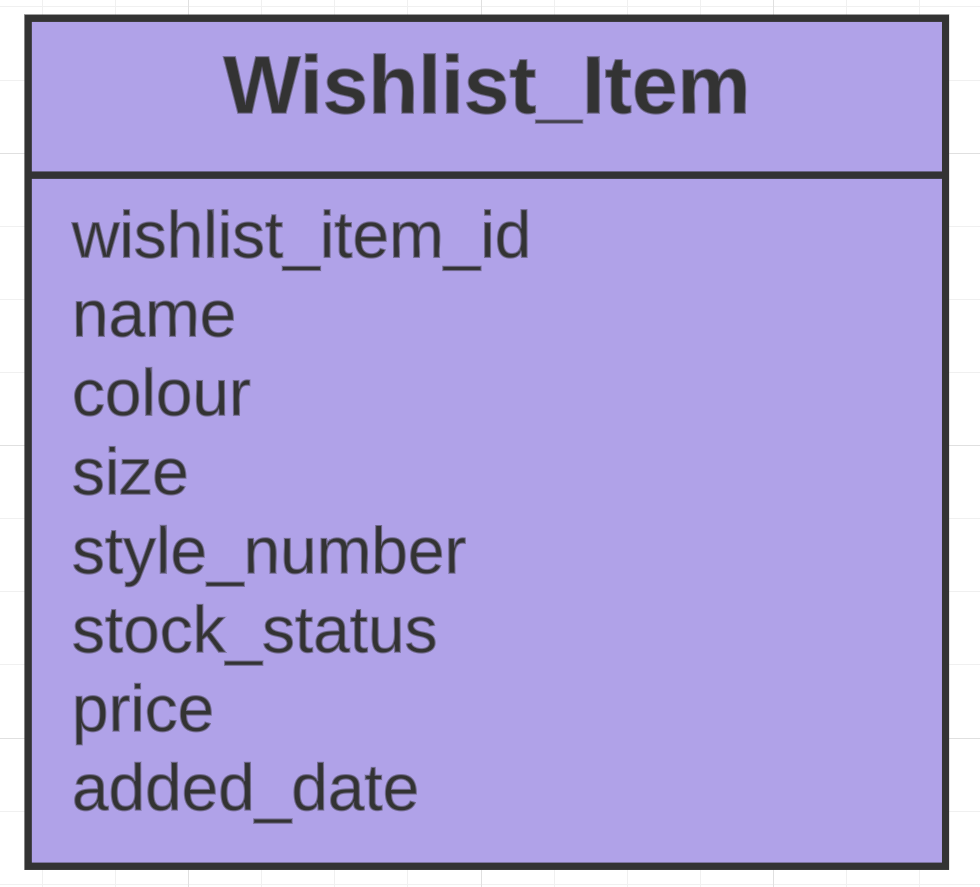 Wishlist_Item
wishlist_item_id
name
colour
size
style_number
stock_status
price
added_date